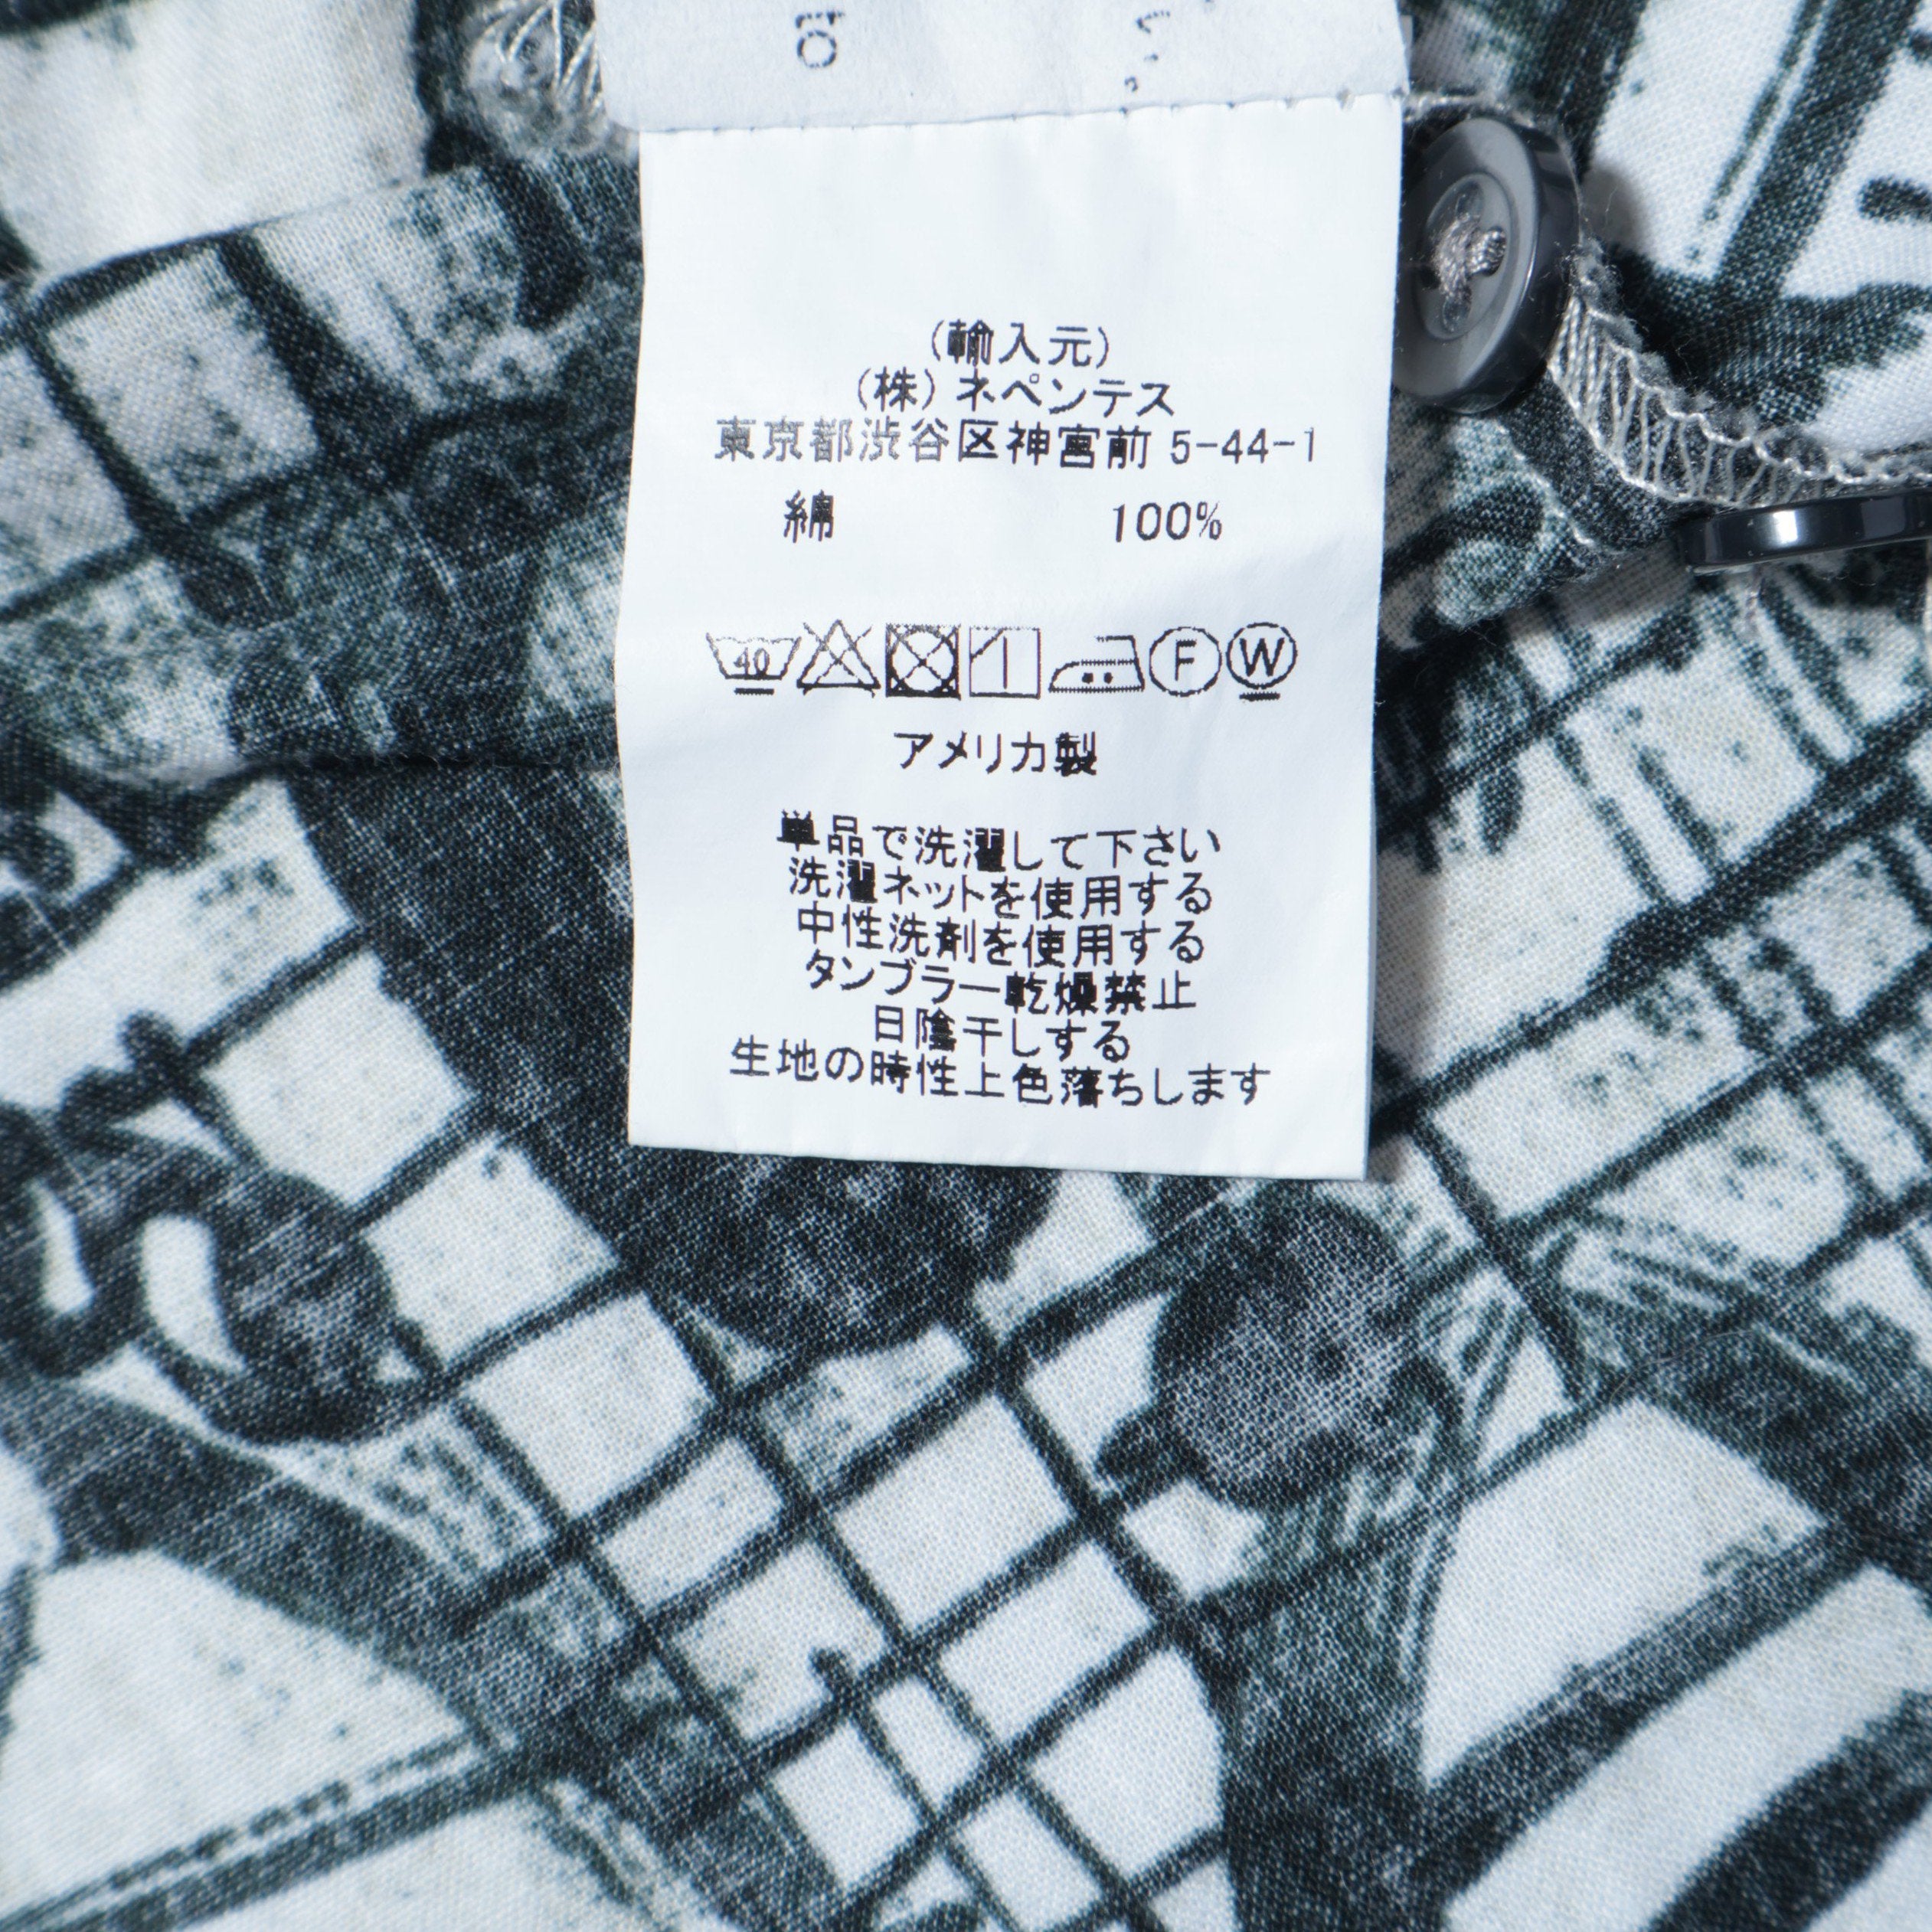 to
い。
(輸入元)
(株)ネペンテス
東京都渋谷区神宮前 5-44-1
綿 100%
40 F W
アメリカ製
単品で洗濯して下さい
洗濯ネットを使用する
中性洗剤を使用する
タンブラー乾燥禁止
日陰干しする
生地の時性上色落ちします